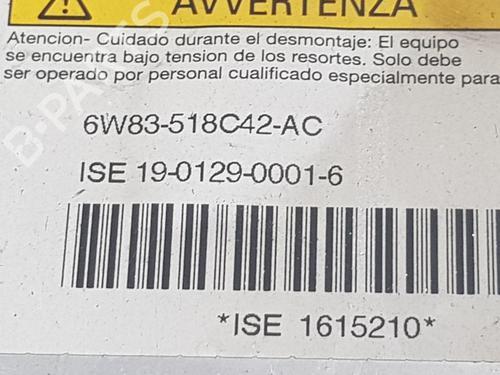 AVVERTENZA
Atencion- Cuidado durante el desmontaje: El equipo
se encuentra bajo tension de los resortes. Solo debe
ser operado por personal cualificado especialmente para
6W83-518C42-AC
ISE 19-0129-0001-6
*ISE 1615210*
B-PARTS